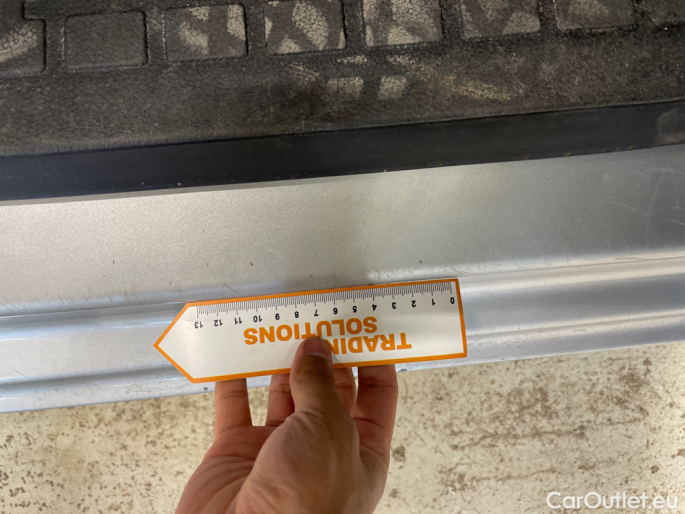 0 1 2 3 4 5 6 7 8 9 10 11 12 13
TRADING
SOLUTIONS
CarOutlet.eu